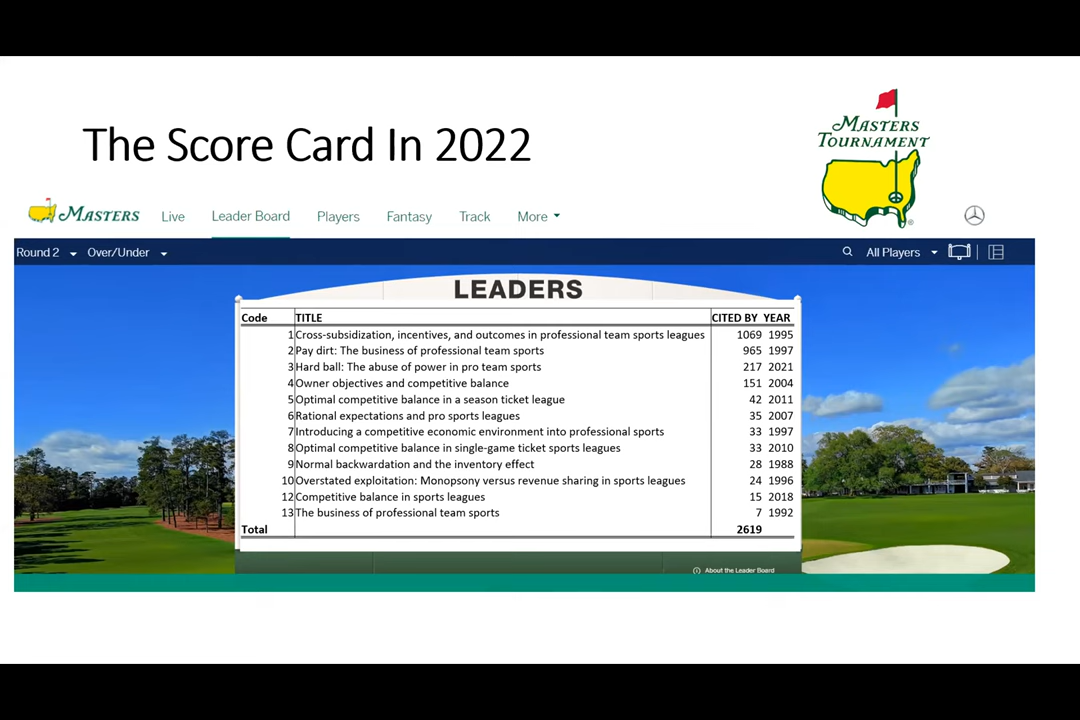 The Score Card In 2022
MASTERS
TOURNAMENT
®
MASTERS Live Leader Board Players Fantasy Track More
Round 2 Over/Under All Players
LEADERS
Code TITLE CITED BY YEAR
1 Cross-subsidization, incentives, and outcomes in professional team sports leagues 1069 1995
2 Pay dirt: The business of professional team sports 965 1997
3 Hard ball: The abuse of power in pro team sports 217 2021
4 Owner objectives and competitive balance 151 2004
5 Optimal competitive balance in a season ticket league 42 2011
6 Rational expectations and pro sports leagues 35 2007
7 Introducing a competitive economic environment into professional sports 33 1997
8 Optimal competitive balance in single-game ticket sports leagues 33 2010
9 Normal backwardation and the inventory effect 28 1988
10 Overstated exploitation: Monopsony versus revenue sharing in sports leagues 24 1996
12 Competitive balance in sports leagues 15 2018
13 The business of professional team sports 7 1992
Total 2619
About the Leader Board